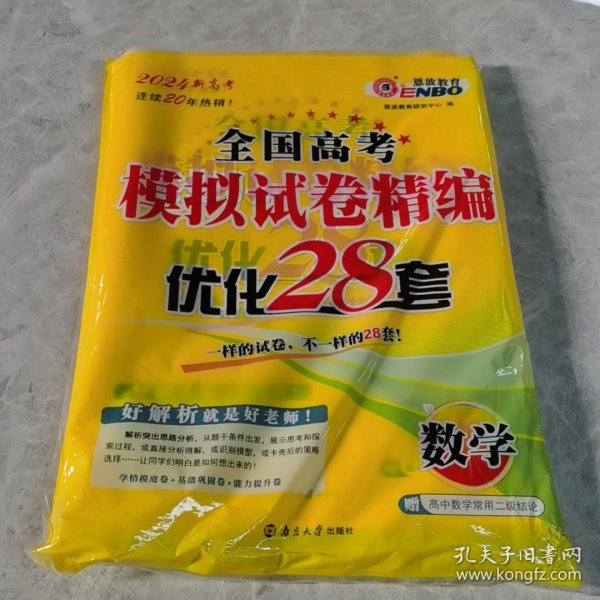 2024新高考
连续20年热销！
恩波教育
ENBO
恩波教育研究中心 编
全国高考
模拟试卷精编
优化28套
一样的试卷，不一样的28套！
好解析就是好老师！
解析突出思路分析，从题干条件出发，展示思考和探
索过程，或直接分析得解，或识别模型，或卡壳后的策略
选择……让同学们明白是如何想出来的！
学情摸底卷+基础巩固卷+能力提升卷
数学
赠 高中数学常用二级结论
南京大学出版社
孔夫子旧书网
www.kongfz.com